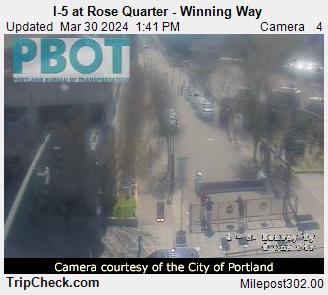 I-5 at Rose Quarter - Winning Way
Updated Mar 30 2024 1:41 PM Camera 4
PBOT
PORTLAND BUREAU OF TRANSPORTATION
Camera courtesy of the City of Portland
TripCheck.com Milepost302.00